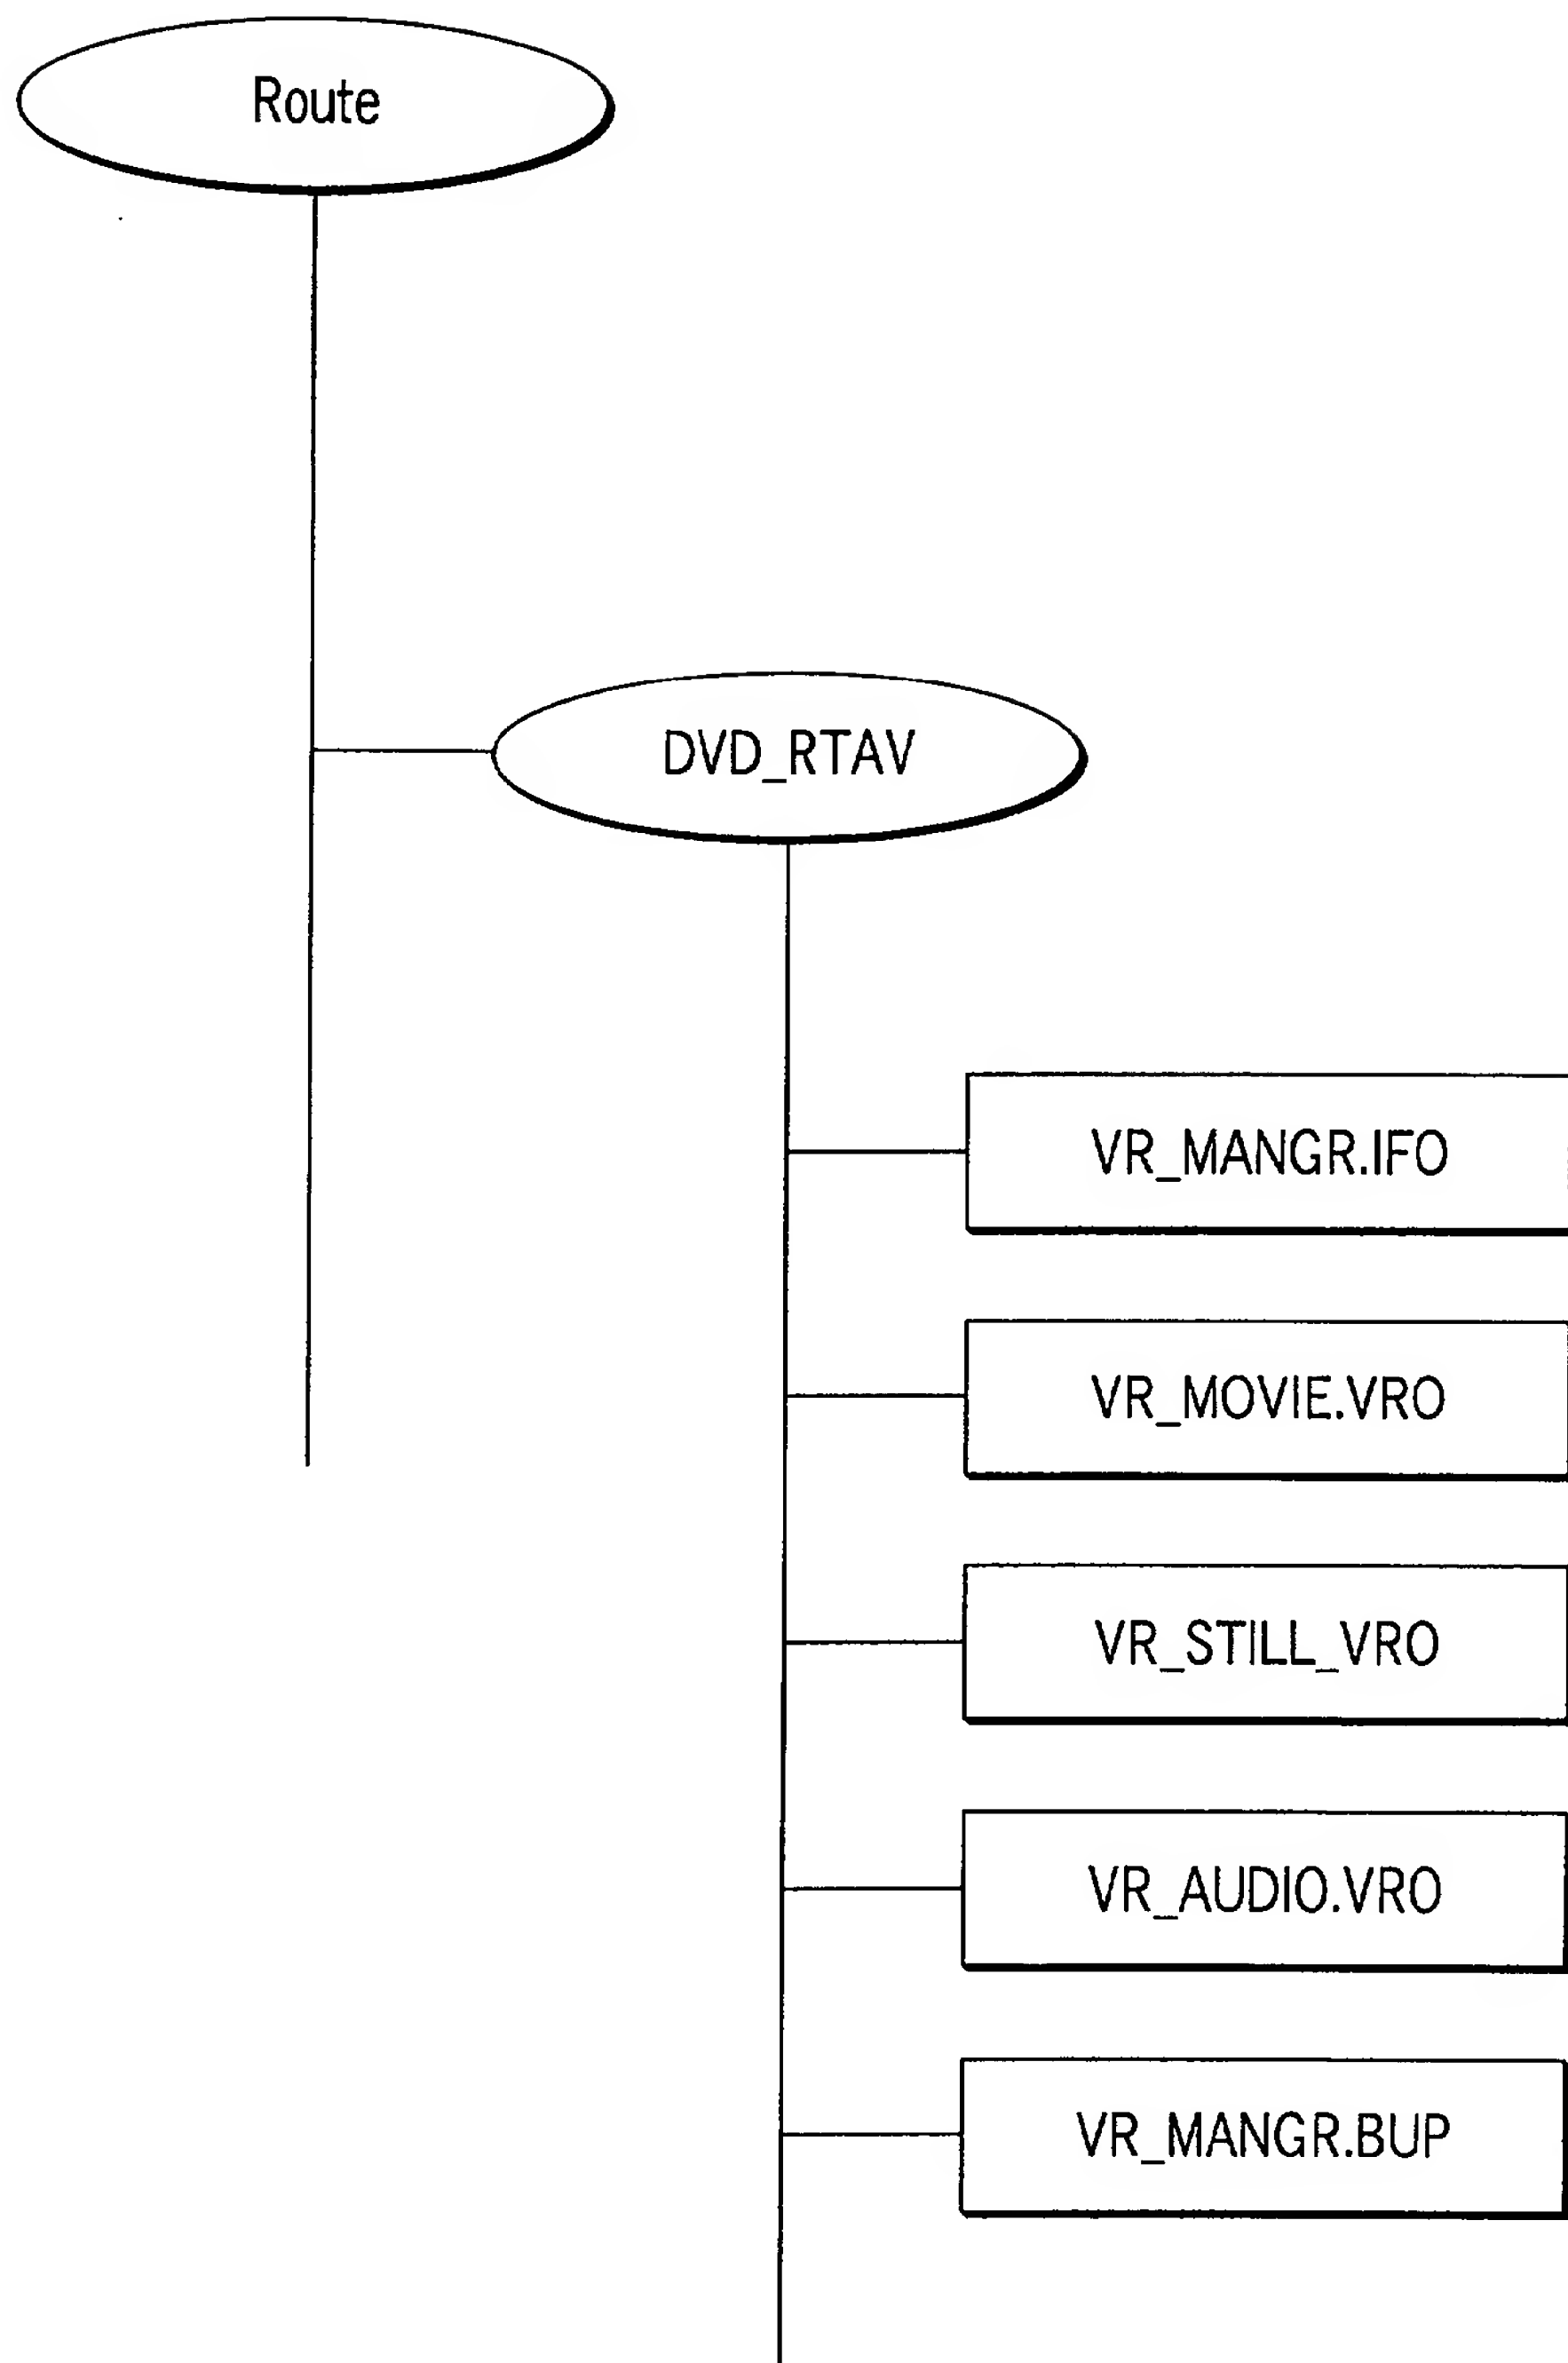 Route
DVD_RTAV
VR_MANGR.IFO
VR_MOVIE.VRO
VR_STILL_VRO
VR_AUDIO.VRO
VR_MANGR.BUP